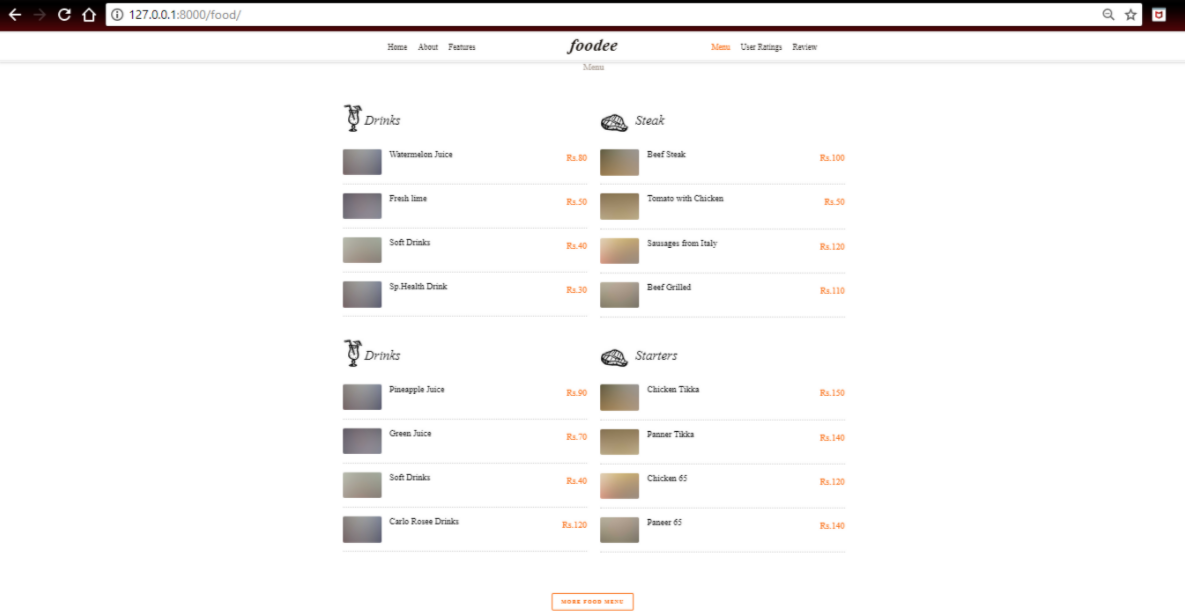 127.0.0.1:8000/food/
Home About Features foodee Menu User Ratings Review
Menu
Drinks
Watermelon Juice Rs.80
Fresh lime Rs.50
Soft Drinks Rs.40
Sp.Health Drink Rs.30
Steak
Beef Steak Rs.100
Tomato with Chicken Rs.50
Sausages from Italy Rs.120
Beef Grilled Rs.110
Drinks
Pineapple Juice Rs.90
Green Juice Rs.70
Soft Drinks Rs.40
Carlo Rosee Drinks Rs.120
Starters
Chicken Tikka Rs.150
Panner Tikka Rs.140
Chicken 65 Rs.120
Paneer 65 Rs.140
MORE FOOD MENU